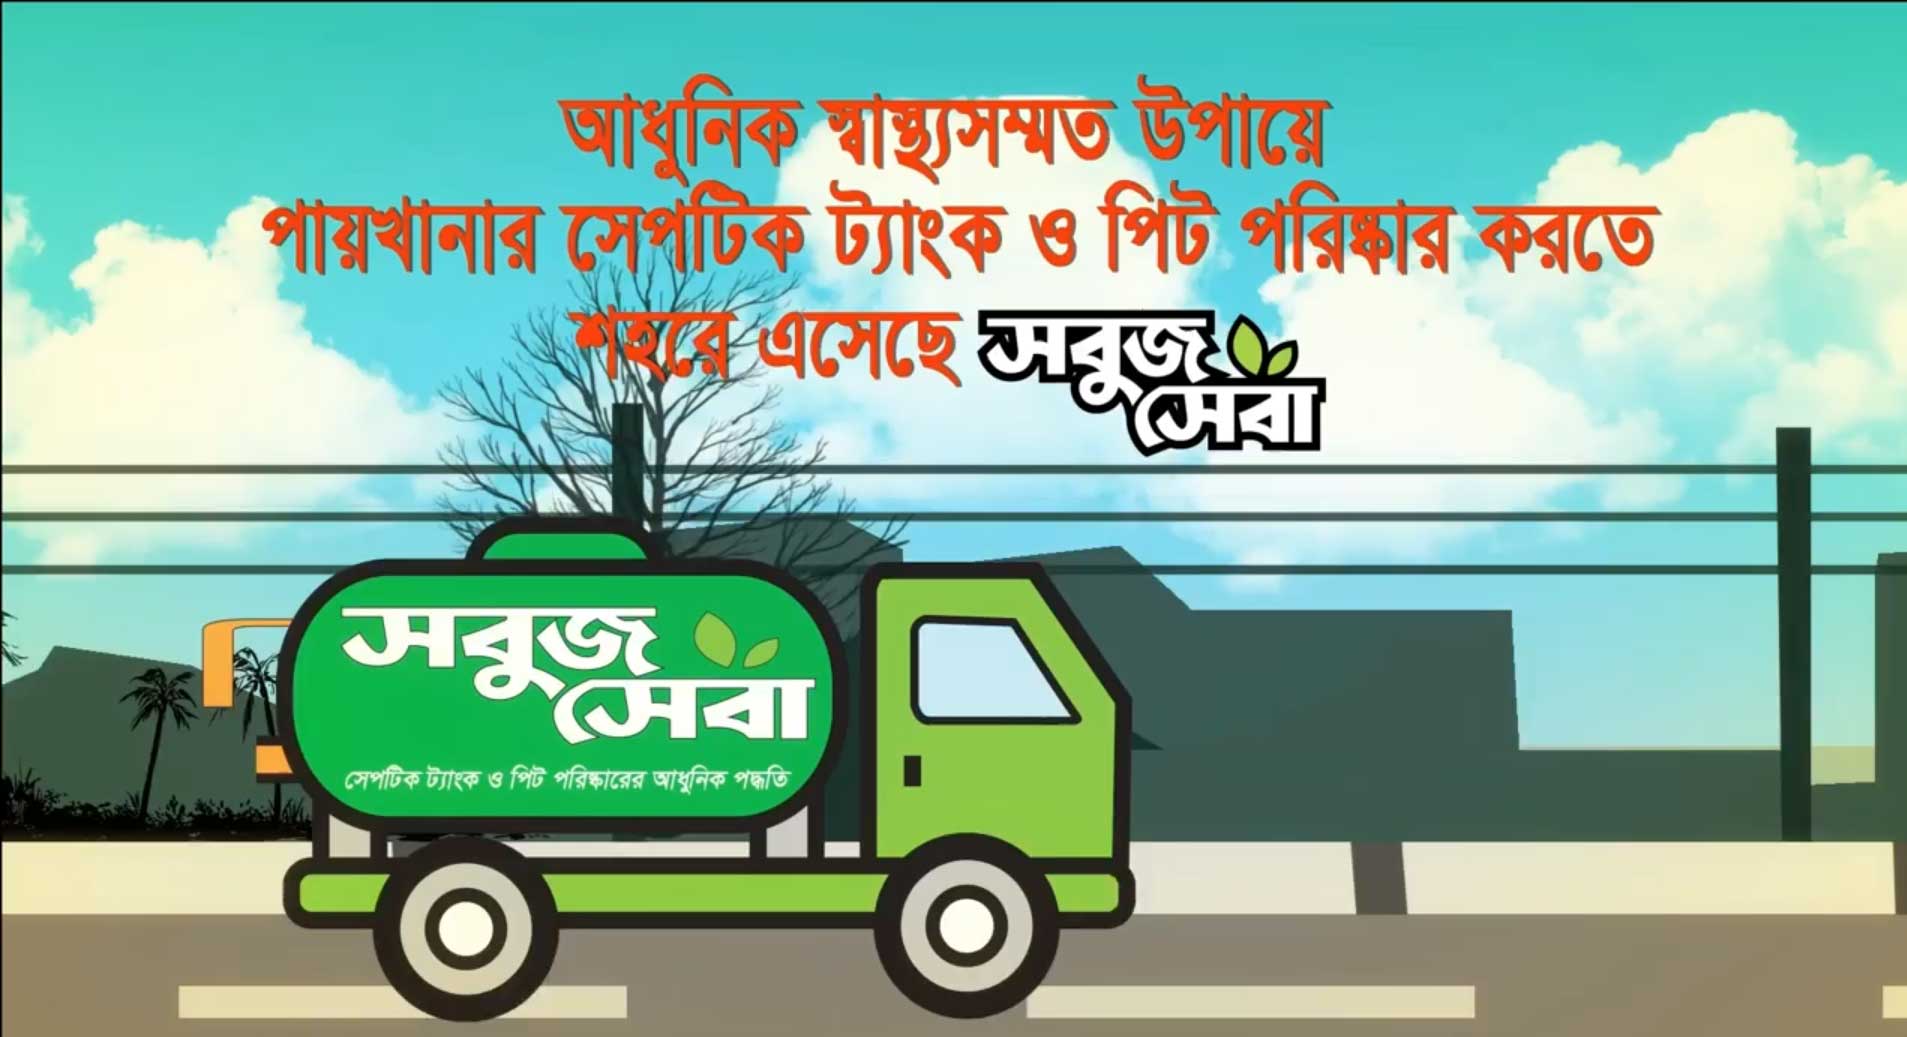 আধুনিক স্বাস্থ্যসম্মত উপায়ে
পায়খানার সেপটিক ট্যাংক ও পিট পরিষ্কার করতে
শহরে এসেছে সবুজ
সেবা
সবুজ
সেবা
সেপটিক ট্যাংক ও পিট পরিষ্কারের আধুনিক পদ্ধতি